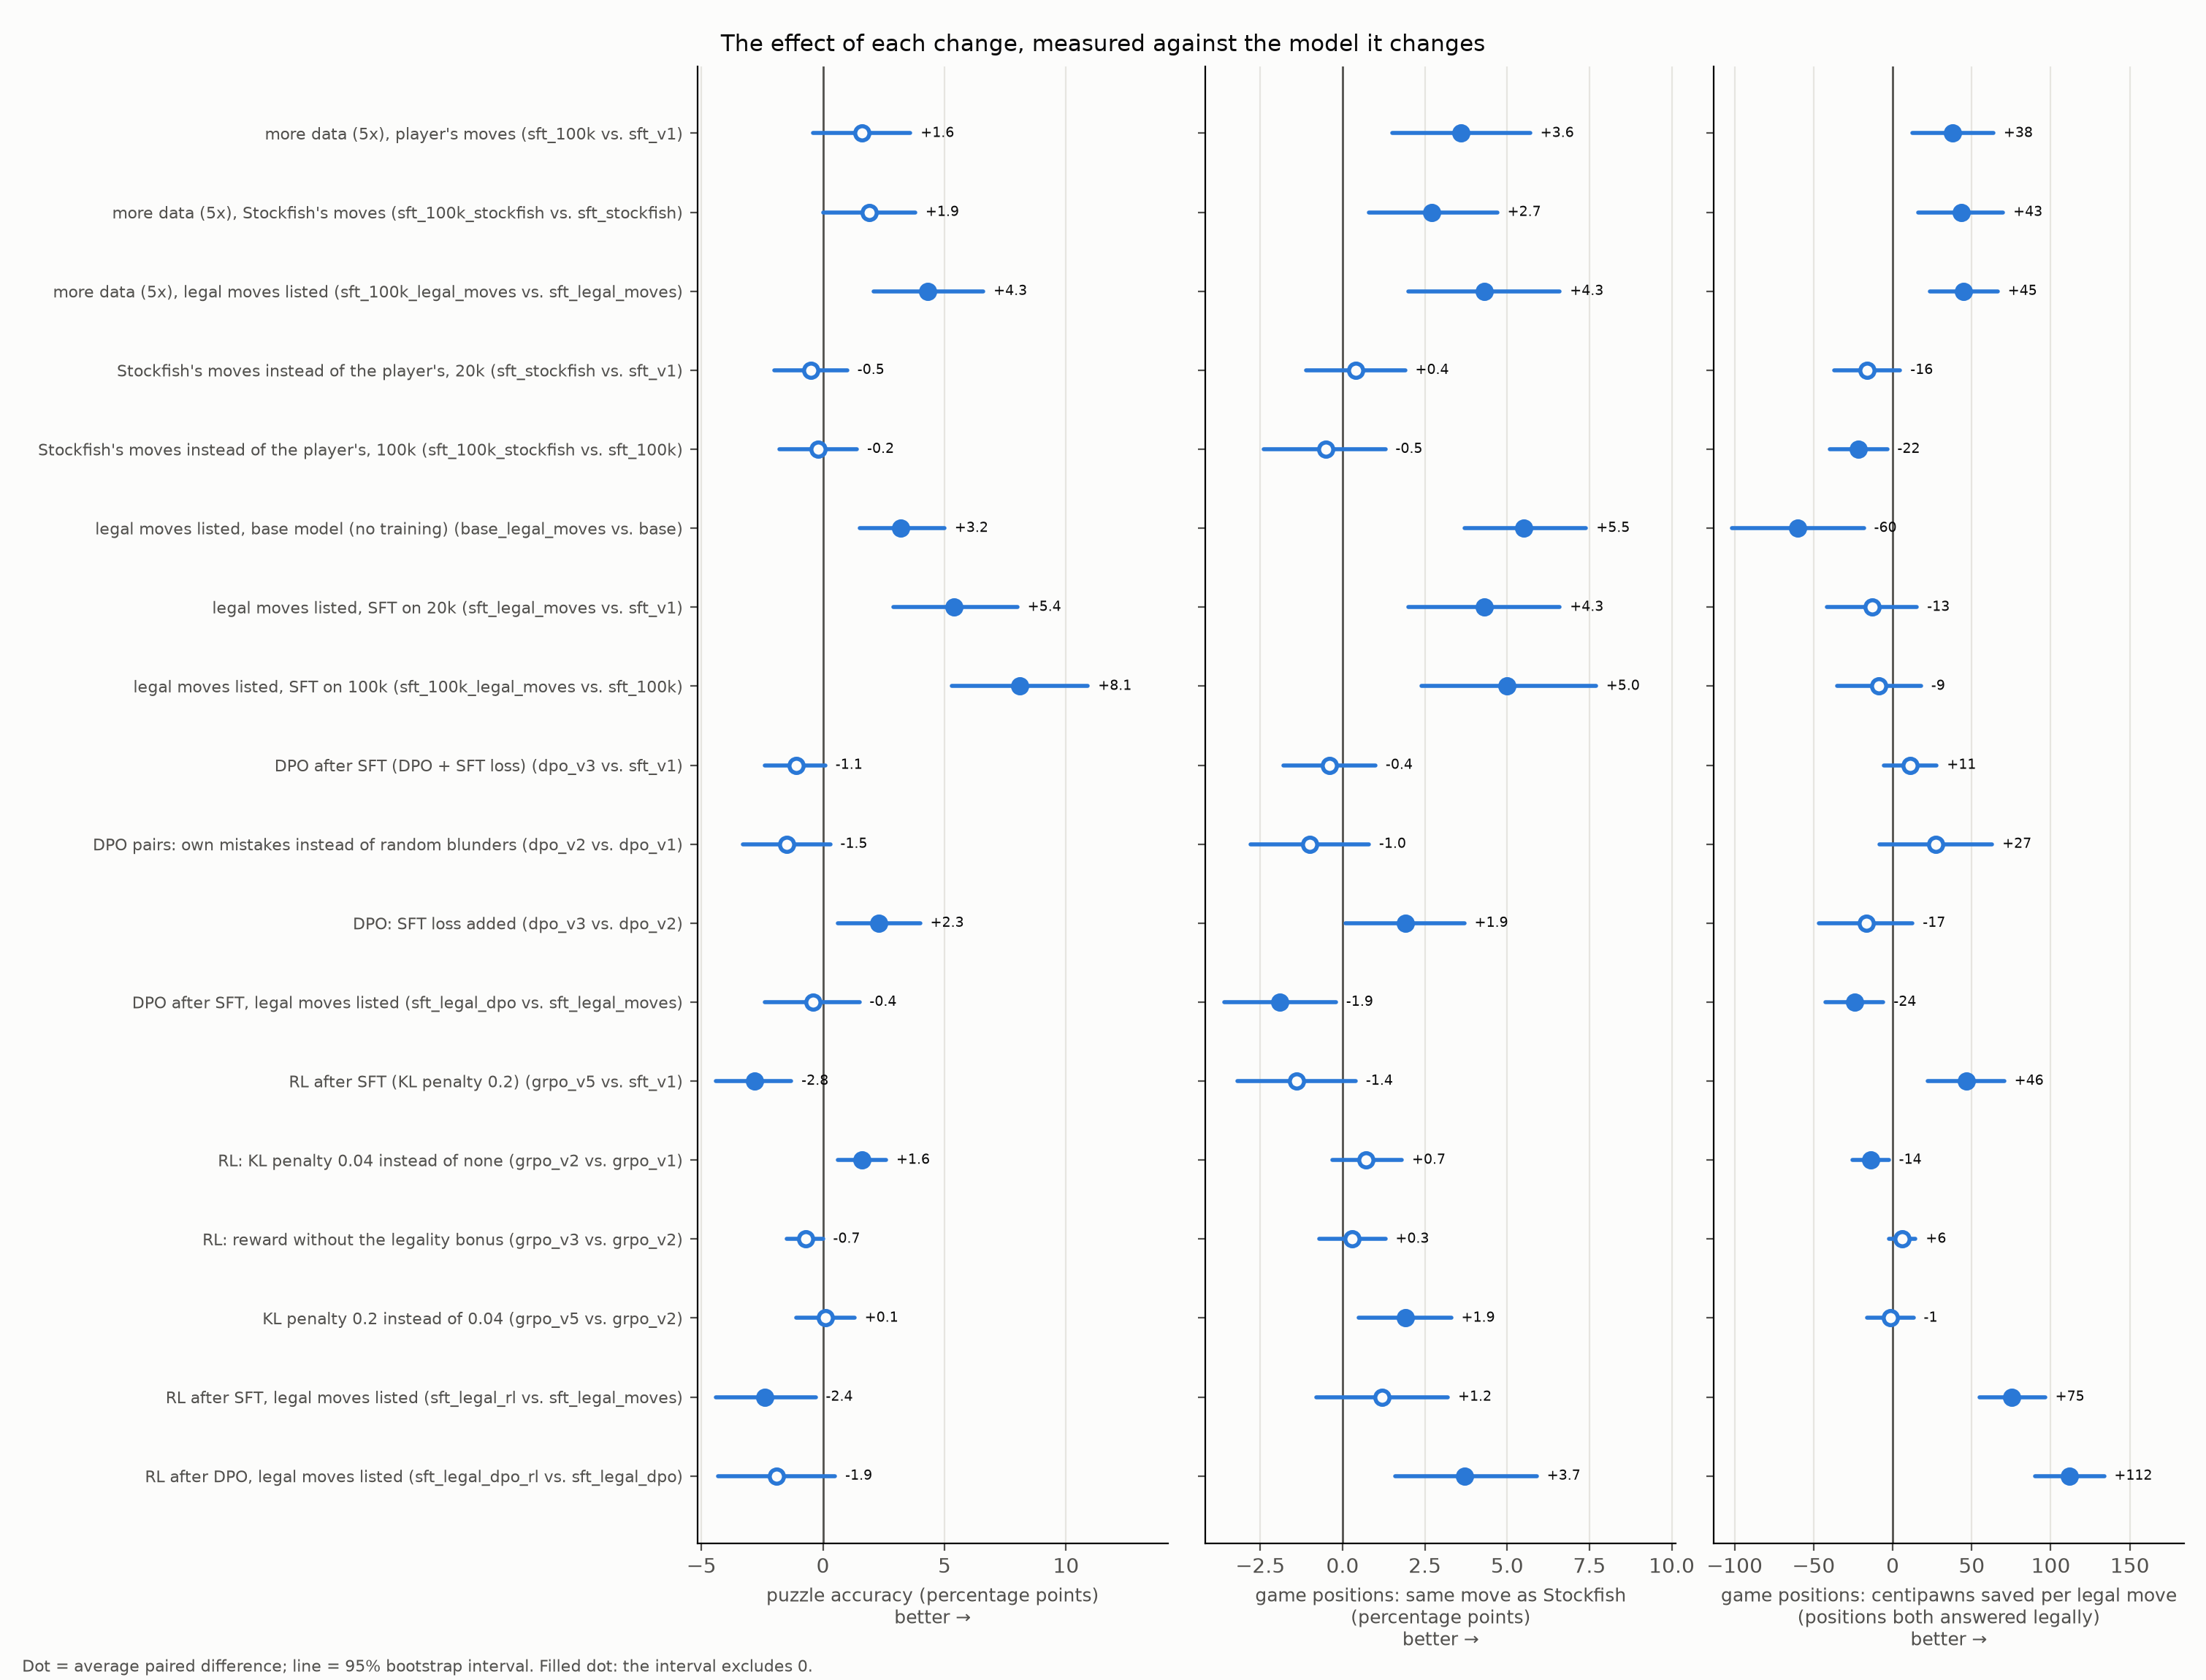 The effect of each change, measured against the model it changes
more data (5x), player's moves (sft_100k vs. sft_v1) +1.6 +3.6 +38
more data (5x), Stockfish's moves (sft_100k_stockfish vs. sft_stockfish) +1.9 +2.7 +43
more data (5x), legal moves listed (sft_100k_legal_moves vs. sft_legal_moves) +4.3 +4.3 +45
Stockfish's moves instead of the player's, 20k (sft_stockfish vs. sft_v1) -0.5 +0.4 -16
Stockfish's moves instead of the player's, 100k (sft_100k_stockfish vs. sft_100k) -0.2 -0.5 -22
legal moves listed, base model (no training) (base_legal_moves vs. base) +3.2 +5.5 -60
legal moves listed, SFT on 20k (sft_legal_moves vs. sft_v1) +5.4 +4.3 -13
legal moves listed, SFT on 100k (sft_100k_legal_moves vs. sft_100k) +8.1 +5.0 -9
DPO after SFT (DPO + SFT loss) (dpo_v3 vs. sft_v1) -1.1 -0.4 +11
DPO pairs: own mistakes instead of random blunders (dpo_v2 vs. dpo_v1) -1.5 -1.0 +27
DPO: SFT loss added (dpo_v3 vs. dpo_v2) +2.3 +1.9 -17
DPO after SFT, legal moves listed (sft_legal_dpo vs. sft_legal_moves) -0.4 -1.9 -24
RL after SFT (KL penalty 0.2) (grpo_v5 vs. sft_v1) -2.8 -1.4 +46
RL: KL penalty 0.04 instead of none (grpo_v2 vs. grpo_v1) +1.6 +0.7 -14
RL: reward without the legality bonus (grpo_v3 vs. grpo_v2) -0.7 +0.3 +6
KL penalty 0.2 instead of 0.04 (grpo_v5 vs. grpo_v2) +0.1 +1.9 -1
RL after SFT, legal moves listed (sft_legal_rl vs. sft_legal_moves) -2.4 +1.2 +75
RL after DPO, legal moves listed (sft_legal_dpo_rl vs. sft_legal_dpo) -1.9 +3.7 +112
−5 0 5 10
puzzle accuracy (percentage points)
better →
−2.5 0.0 2.5 5.0 7.5 10.0
game positions: same move as Stockfish
(percentage points)
better →
−100 −50 0 50 100 150
game positions: centipawns saved per legal move
(positions both answered legally)
better →
Dot = average paired difference; line = 95% bootstrap interval. Filled dot: the interval excludes 0.